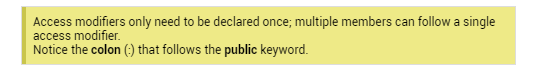 Access modifiers only need to be declared once; multiple members can follow a single
access modifier.
Notice the colon (:) that follows the public keyword.